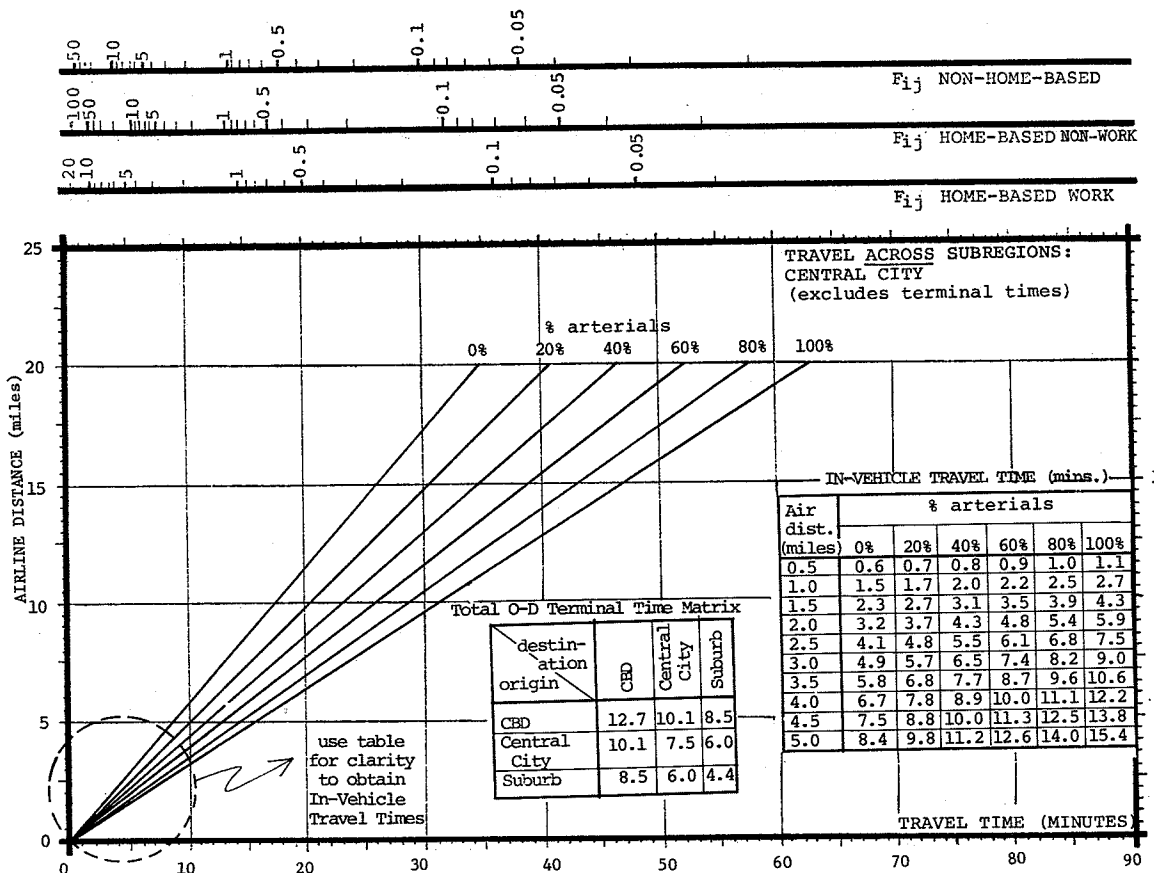 50 10 5 1 0.5 0.1 0.05
Fij NON-HOME-BASED
100 50 10 5 1 0.5 0.1 0.05
Fij HOME-BASED NON-WORK
20 10 5 1 0.5 0.1 0.05
Fij HOME-BASED WORK
25
TRAVEL ACROSS SUBREGIONS:
CENTRAL CITY
(excludes terminal times)
% arterials
0% 20% 40% 60% 80% 100%
20
AIRLINE DISTANCE (miles)
15
IN-VEHICLE TRAVEL TIME (mins.)
Air dist. (miles) % arterials
0% 20% 40% 60% 80% 100%
0.5 0.6 0.7 0.8 0.9 1.0 1.1
1.0 1.5 1.7 2.0 2.2 2.5 2.7
1.5 2.3 2.7 3.1 3.5 3.9 4.3
2.0 3.2 3.7 4.3 4.8 5.4 5.9
2.5 4.1 4.8 5.5 6.1 6.8 7.5
3.0 4.9 5.7 6.5 7.4 8.2 9.0
3.5 5.8 6.8 7.7 8.7 9.6 10.6
4.0 6.7 7.8 8.9 10.0 11.1 12.2
4.5 7.5 8.8 10.0 11.3 12.5 13.8
5.0 8.4 9.8 11.2 12.6 14.0 15.4
10
Total O-D Terminal Time Matrix
destin-
ation
origin
CBD
Central
City
Suburb
CBD 12.7 10.1 8.5
Central
City
10.1 7.5 6.0
Suburb 8.5 6.0 4.4
5
use table
for clarity
to obtain
In-Vehicle
Travel Times
0
TRAVEL TIME (MINUTES)
0 10 20 30 40 50 60 70 80 90